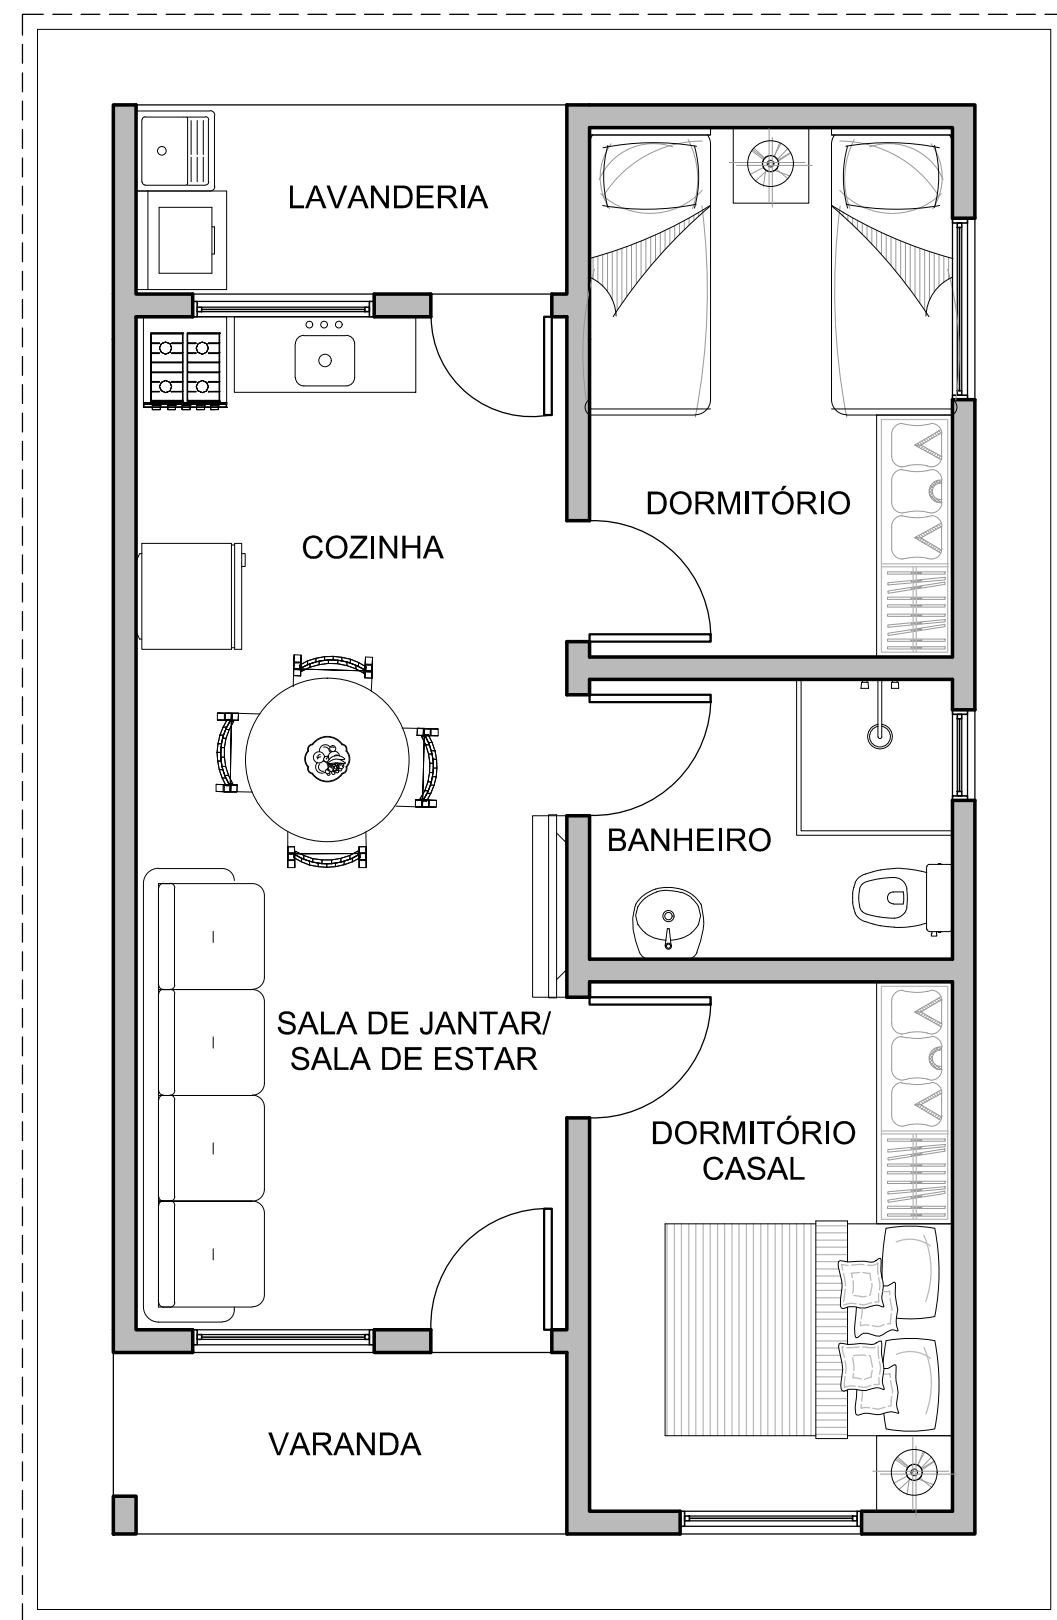 LAVANDERIA
DORMITÓRIO
COZINHA
BANHEIRO
SALA DE JANTAR/
SALA DE ESTAR
DORMITÓRIO
CASAL
VARANDA